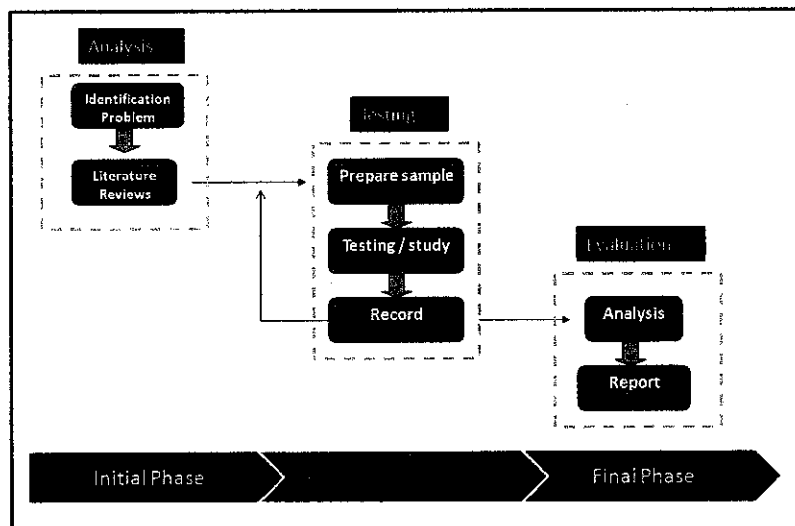 Analysis
Identification
Problem
Literature
Reviews
Testing
Prepare sample
Testing / study
Record
Evaluation
Analysis
Report
Initial Phase
Final Phase